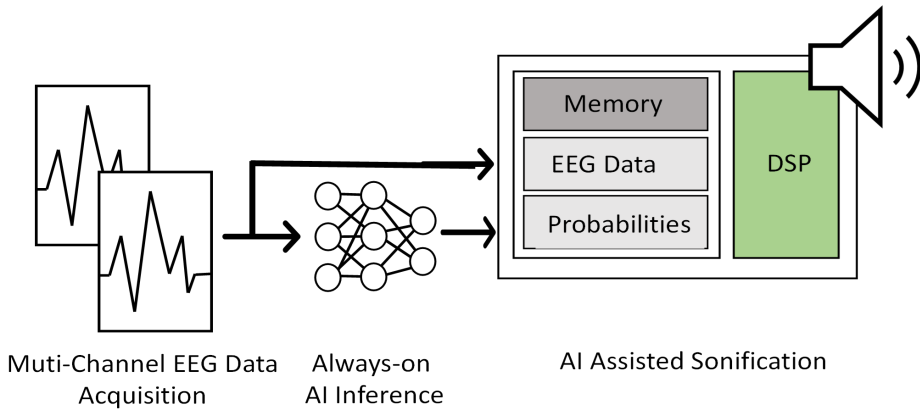 Memory
EEG Data
DSP
Probabilities
Muti-Channel EEG Data
Acquisition
Always-on
AI Inference
AI Assisted Sonification